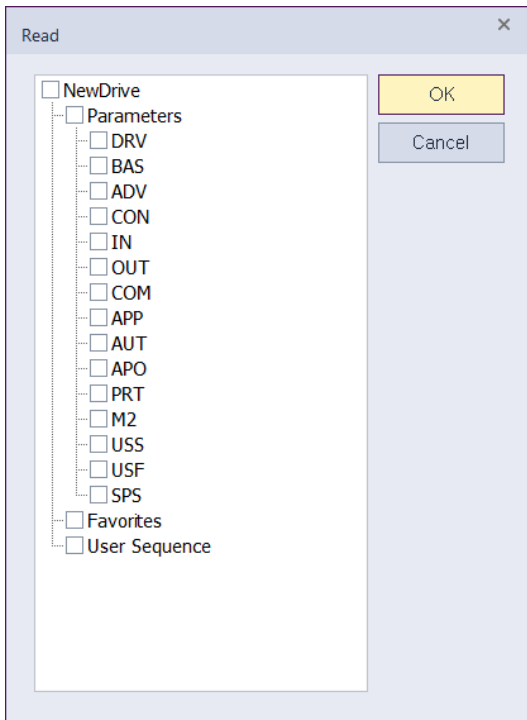 Read
NewDrive
Parameters
DRV
BAS
ADV
CON
IN
OUT
COM
APP
AUT
APO
PRT
M2
USS
USF
SPS
Favorites
User Sequence
OK
Cancel